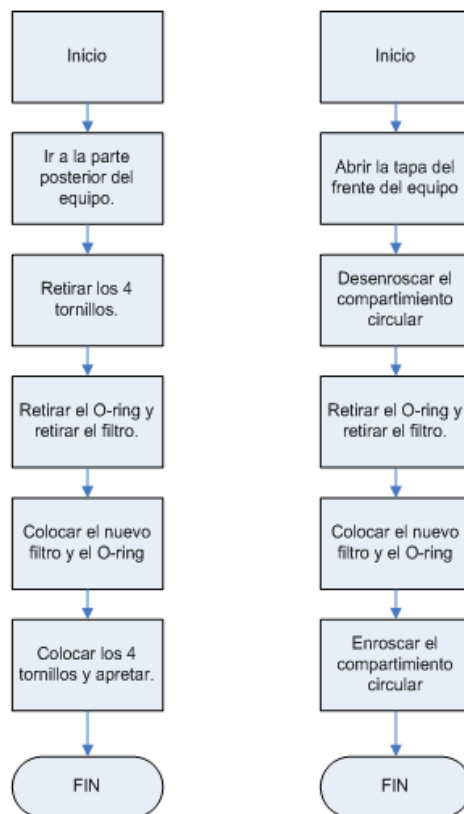 Inicio
Ir a la parte
posterior del
equipo.
Retirar los 4
tornillos.
Retirar el O-ring y
retirar el filtro.
Colocar el nuevo
filtro y el O-ring
Colocar los 4
tornillos y apretar.
FIN
Inicio
Abrir la tapa del
frente del equipo
Desenroscar el
compartimiento
circular
Retirar el O-ring y
retirar el filtro.
Colocar el nuevo
filtro y el O-ring
Enroscar el
compartimiento
circular
FIN